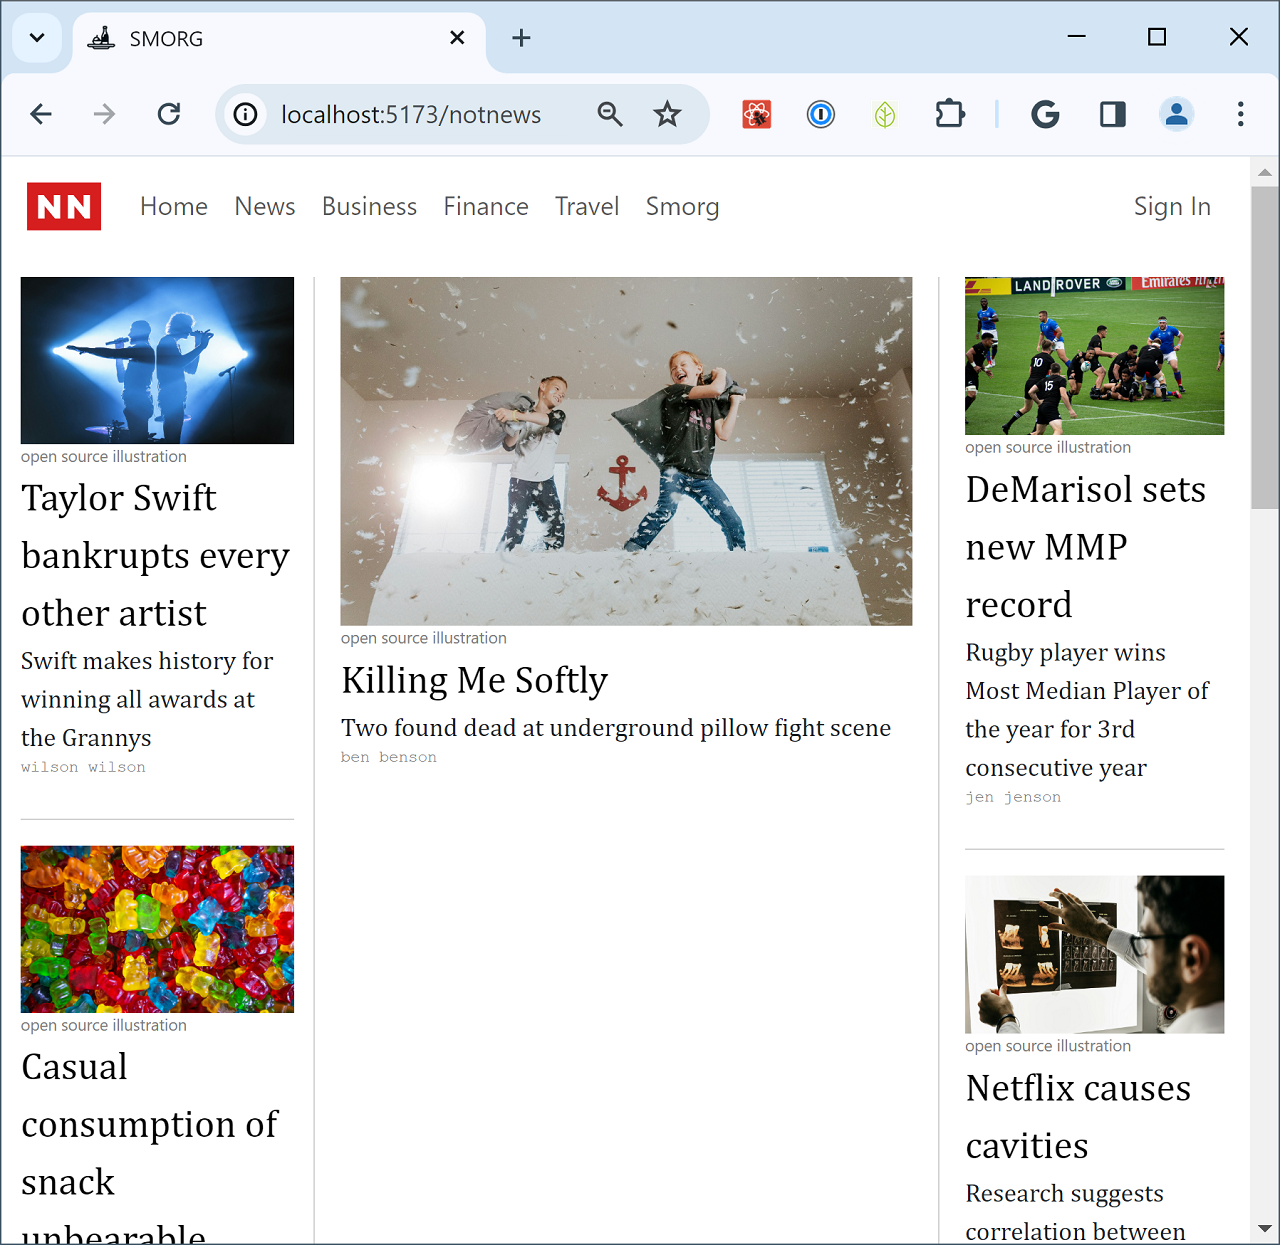 SMORG
localhost:5173/notnews
NN
Home News Business Finance Travel Smorg
Sign In
open source illustration
Taylor Swift
bankrupts every
other artist
Swift makes history for
winning all awards at
the Grannys
wilson wilson
open source illustration
Casual
consumption of
snack
unbearable
open source illustration
Killing Me Softly
Two found dead at underground pillow fight scene
ben benson
LAND ROVER
Emirates
10
15
open source illustration
DeMarisol sets
new MMP
record
Rugby player wins
Most Median Player of
the year for 3rd
consecutive year
jen jenson
open source illustration
Netflix causes
cavities
Research suggests
correlation between